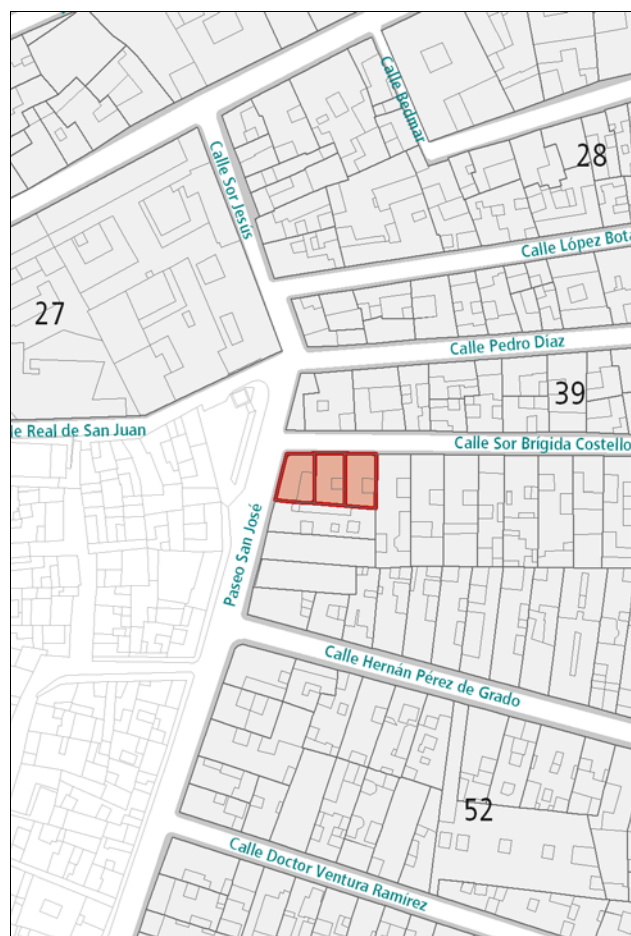 Calle Bedmar
28
Calle Sor Jesús
Calle López Bota
27
Calle Pedro Díaz
39
le Real de San Juan
Calle Sor Brígida Costello
Paseo San José
Calle Hernán Pérez de Grado
52
Calle Doctor Ventura Ramírez